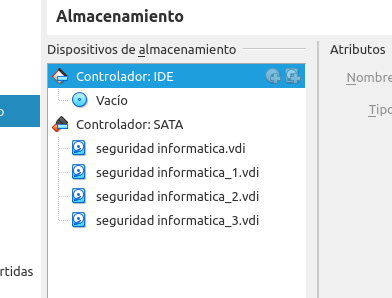 Almacenamiento
Dispositivos de almacenamiento
Atributos
Controlador: IDE
Nombre
Vacío
Tipo
Controlador: SATA
seguridad informatica.vdi
seguridad informatica_1.vdi
seguridad informatica_2.vdi
seguridad informatica_3.vdi
rtidas